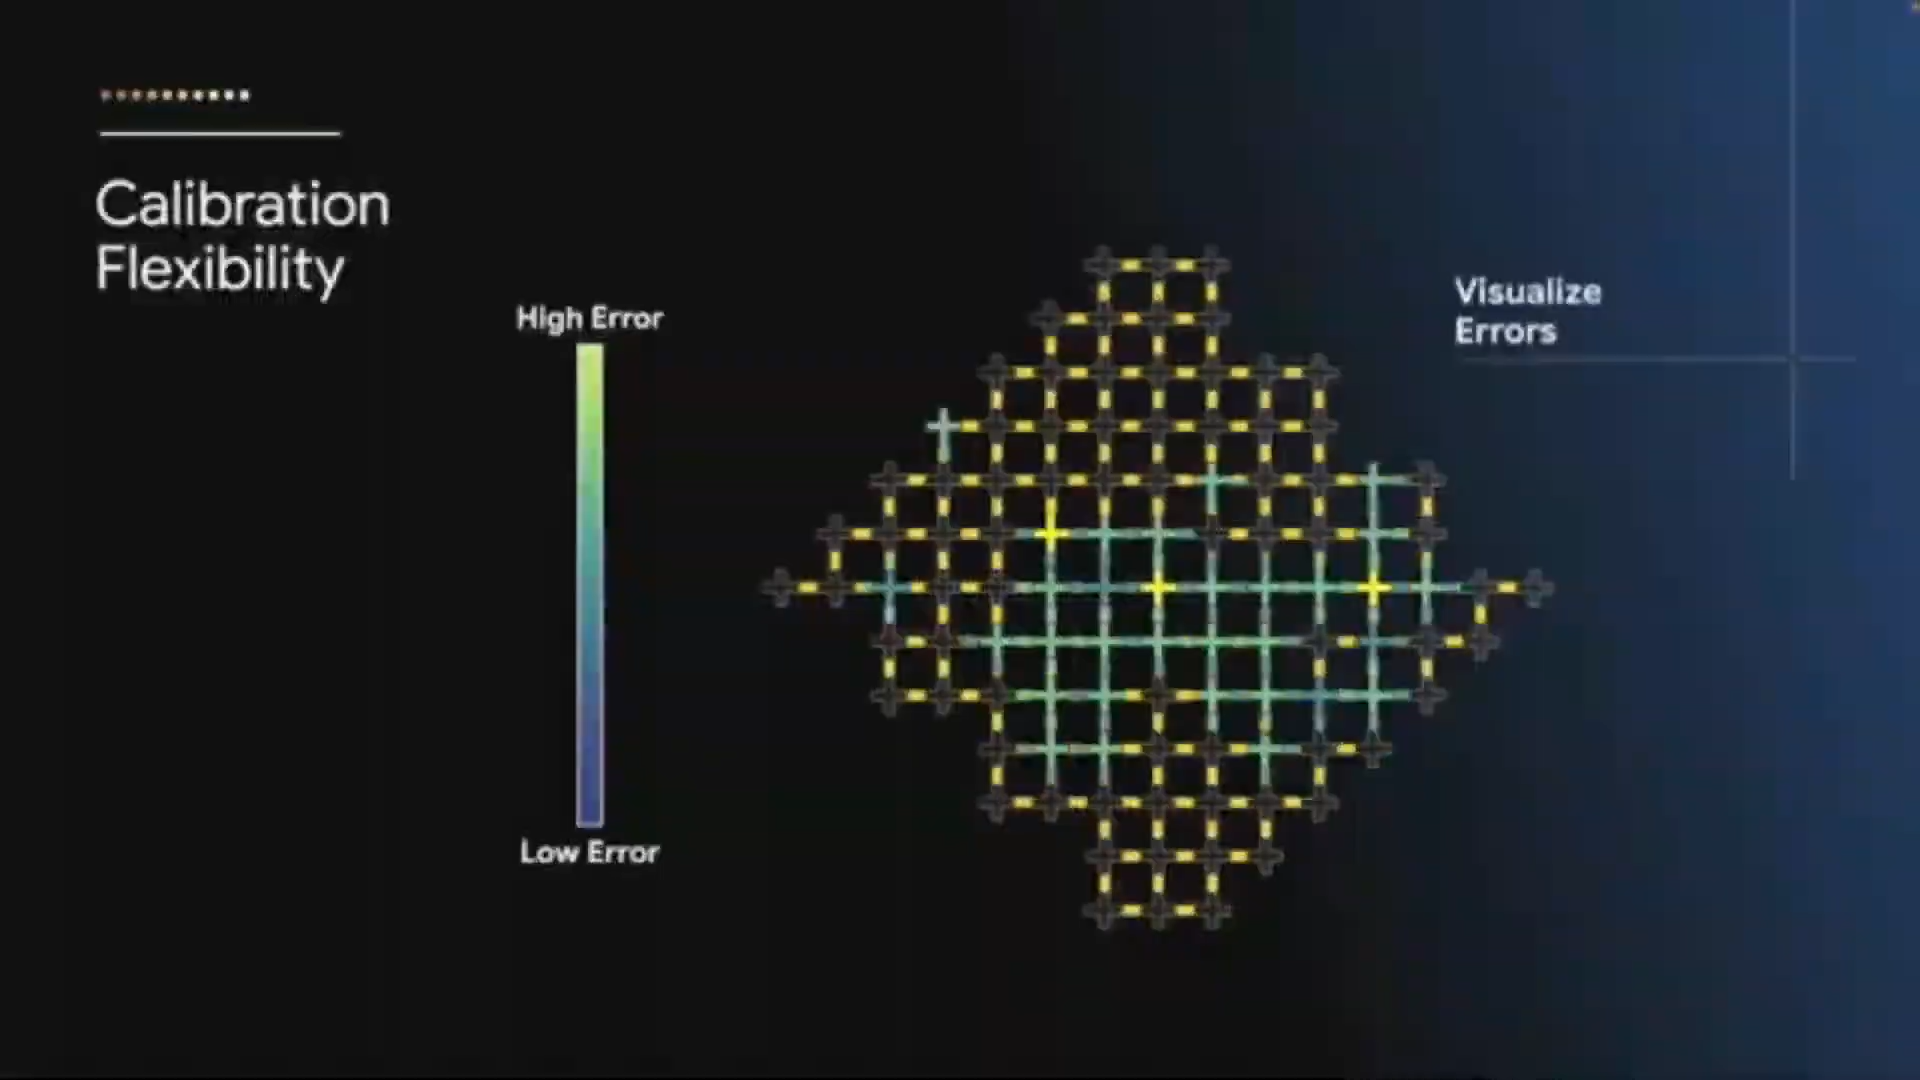 Calibration
Flexibility
High Error
Low Error
Visualize
Errors